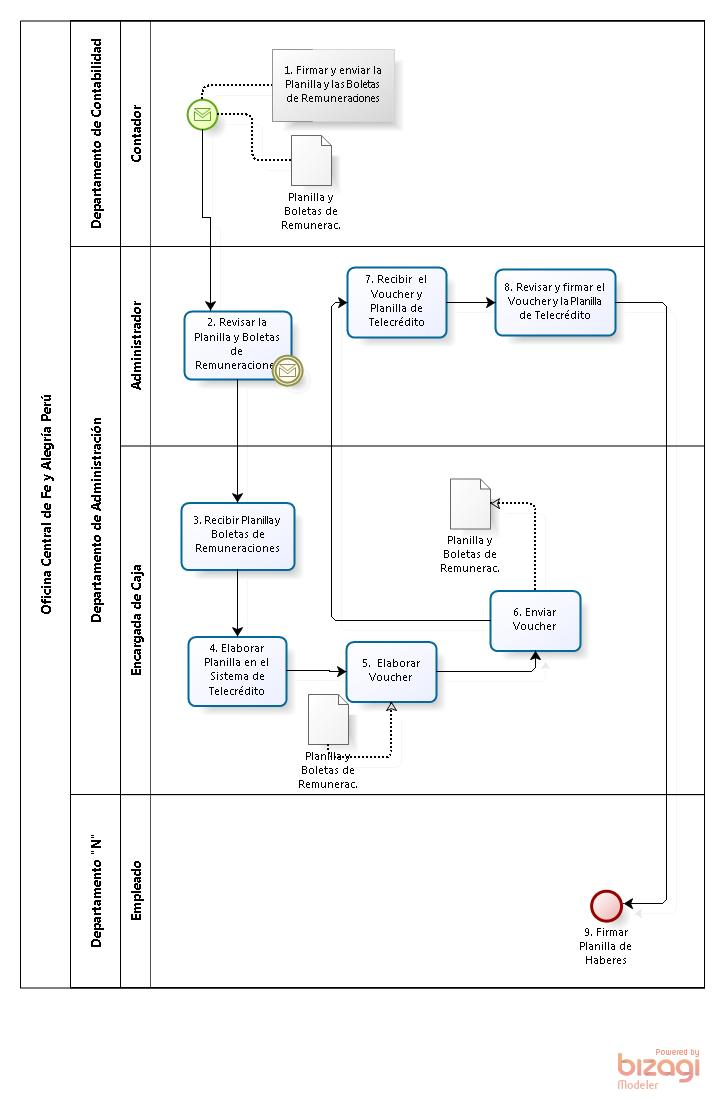 Oficina Central de Fe y Alegría Perú
Departamento de Contabilidad
Contador
1. Firmar y enviar la
Planilla y las Boletas
de Remuneraciones
Planilla y
Boletas de
Remunerac.
Departamento de Administración
Administrador
2. Revisar la
Planilla y Boletas
de
Remuneracione
7. Recibir el
Voucher y
Planilla de
Telecrédito
8. Revisar y firmar el
Voucher y la Planilla
de Telecrédito
Encargada de Caja
3. Recibir Planilla y
Boletas de
Remuneraciones
4. Elaborar
Planilla en el
Sistema de
Telecrédito
5. Elaborar
Voucher
Planilla y
Boletas de
Remunerac.
6. Enviar
Voucher
Planilla y
Boletas de
Remunerac.
Departamento "N"
Empleado
9. Firmar
Planilla de
Haberes
Powered by
bizagi
Modeler